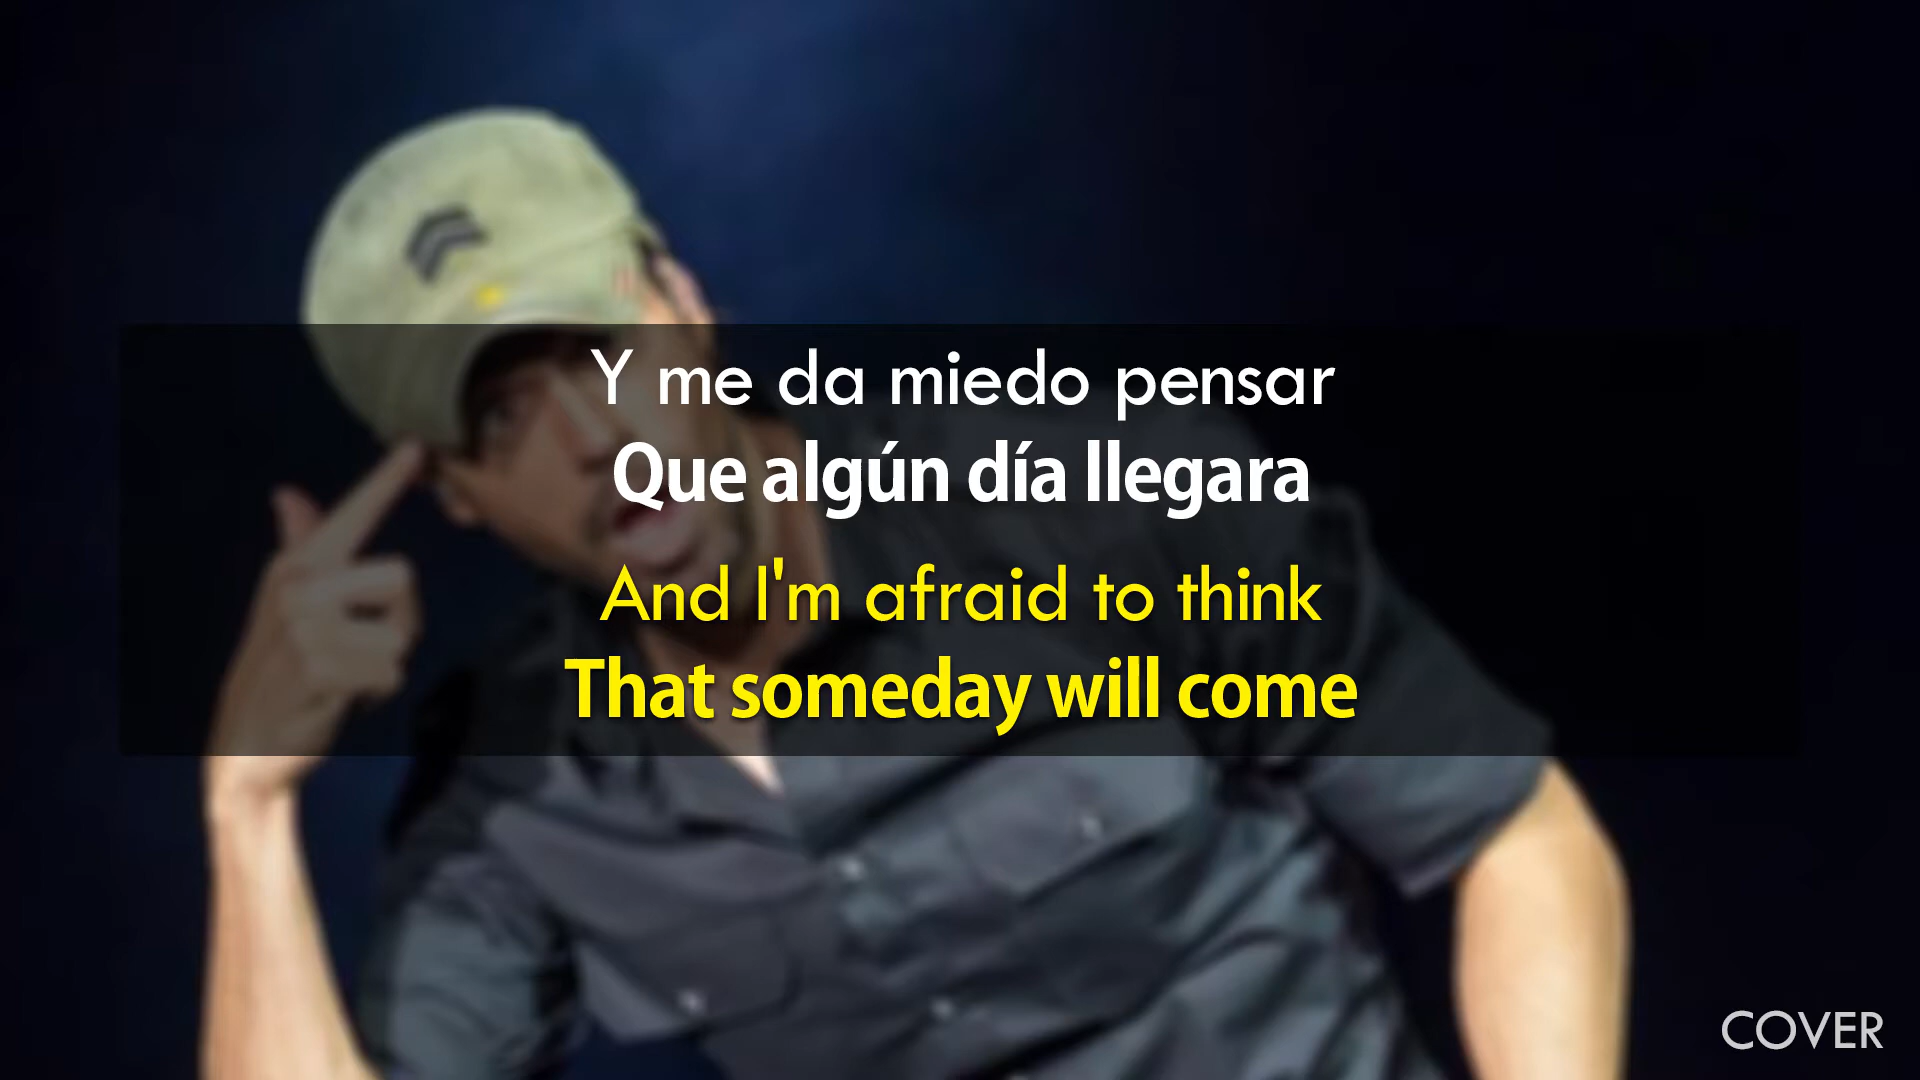 Y me da miedo pensar
Que algún día llegara
And I'm afraid to think
That someday will come
COVER